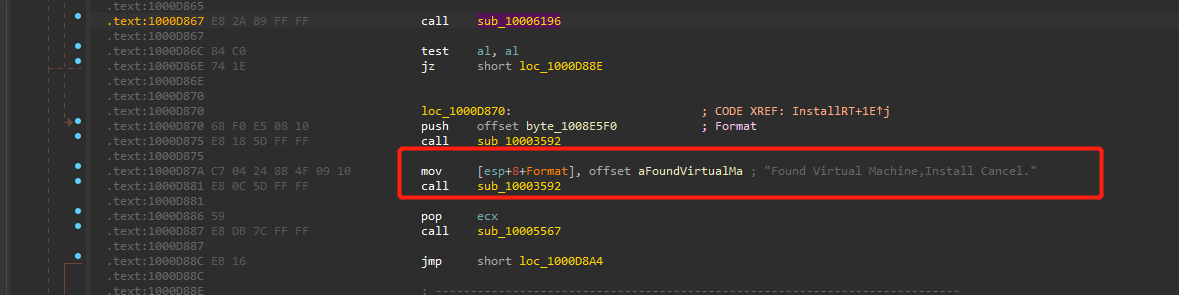 .text:1000D865
.text:1000D867 E8 2A 89 FF FF call sub_10006196
.text:1000D867
.text:1000D86C 84 C0 test al, al
.text:1000D86E 74 1E jz short loc_1000D88E
.text:1000D86E
.text:1000D870
.text:1000D870 loc_1000D870: ; CODE XREF: InstallRT+1E↑j
.text:1000D870 68 F0 E5 08 10 push offset byte_1008E5F0 ; Format
.text:1000D875 E8 18 5D FF FF call sub_10003592
.text:1000D875
.text:1000D87A C7 04 24 88 4F 09 10 mov [esp+8+Format], offset aFoundVirtualMa ; "Found Virtual Machine,Install Cancel."
.text:1000D881 E8 0C 5D FF FF call sub_10003592
.text:1000D881
.text:1000D886 59 pop ecx
.text:1000D887 E8 DB 7C FF FF call sub_10005567
.text:1000D887
.text:1000D88C EB 16 jmp short loc_1000D8A4
.text:1000D88C
.text:1000D88E ; ---------------------------------------------------------------------------